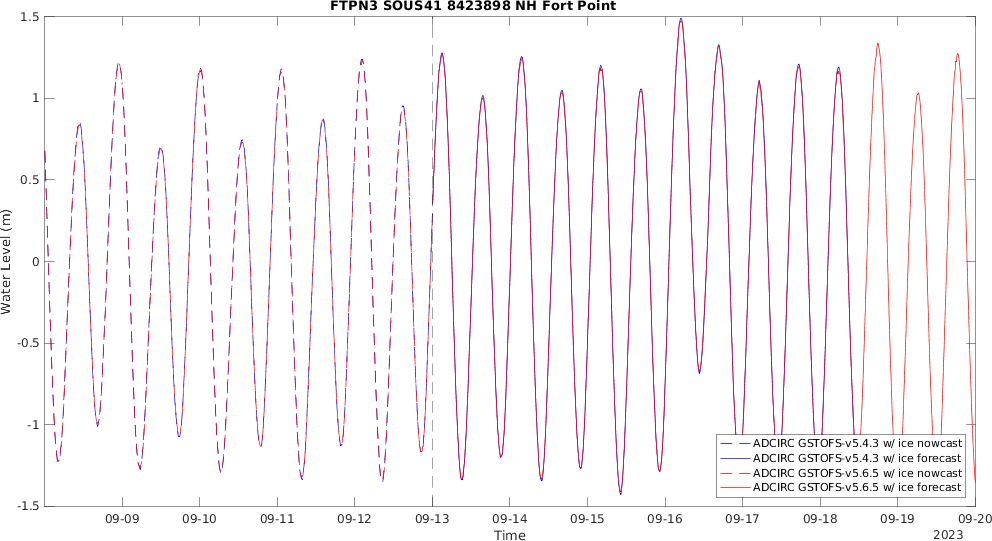 FTPN3 SOUS41 8423898 NH Fort Point
1.5
1
0.5
0
-0.5
-1
-1.5
Water Level (m)
ADCIRC GSTOFS-v5.4.3 w/ ice nowcast
ADCIRC GSTOFS-v5.4.3 w/ ice forecast
ADCIRC GSTOFS-v5.6.5 w/ ice nowcast
ADCIRC GSTOFS-v5.6.5 w/ ice forecast
09-09 09-10 09-11 09-12 09-13 09-14 09-15 09-16 09-17 09-18 09-19 09-20
Time
2023